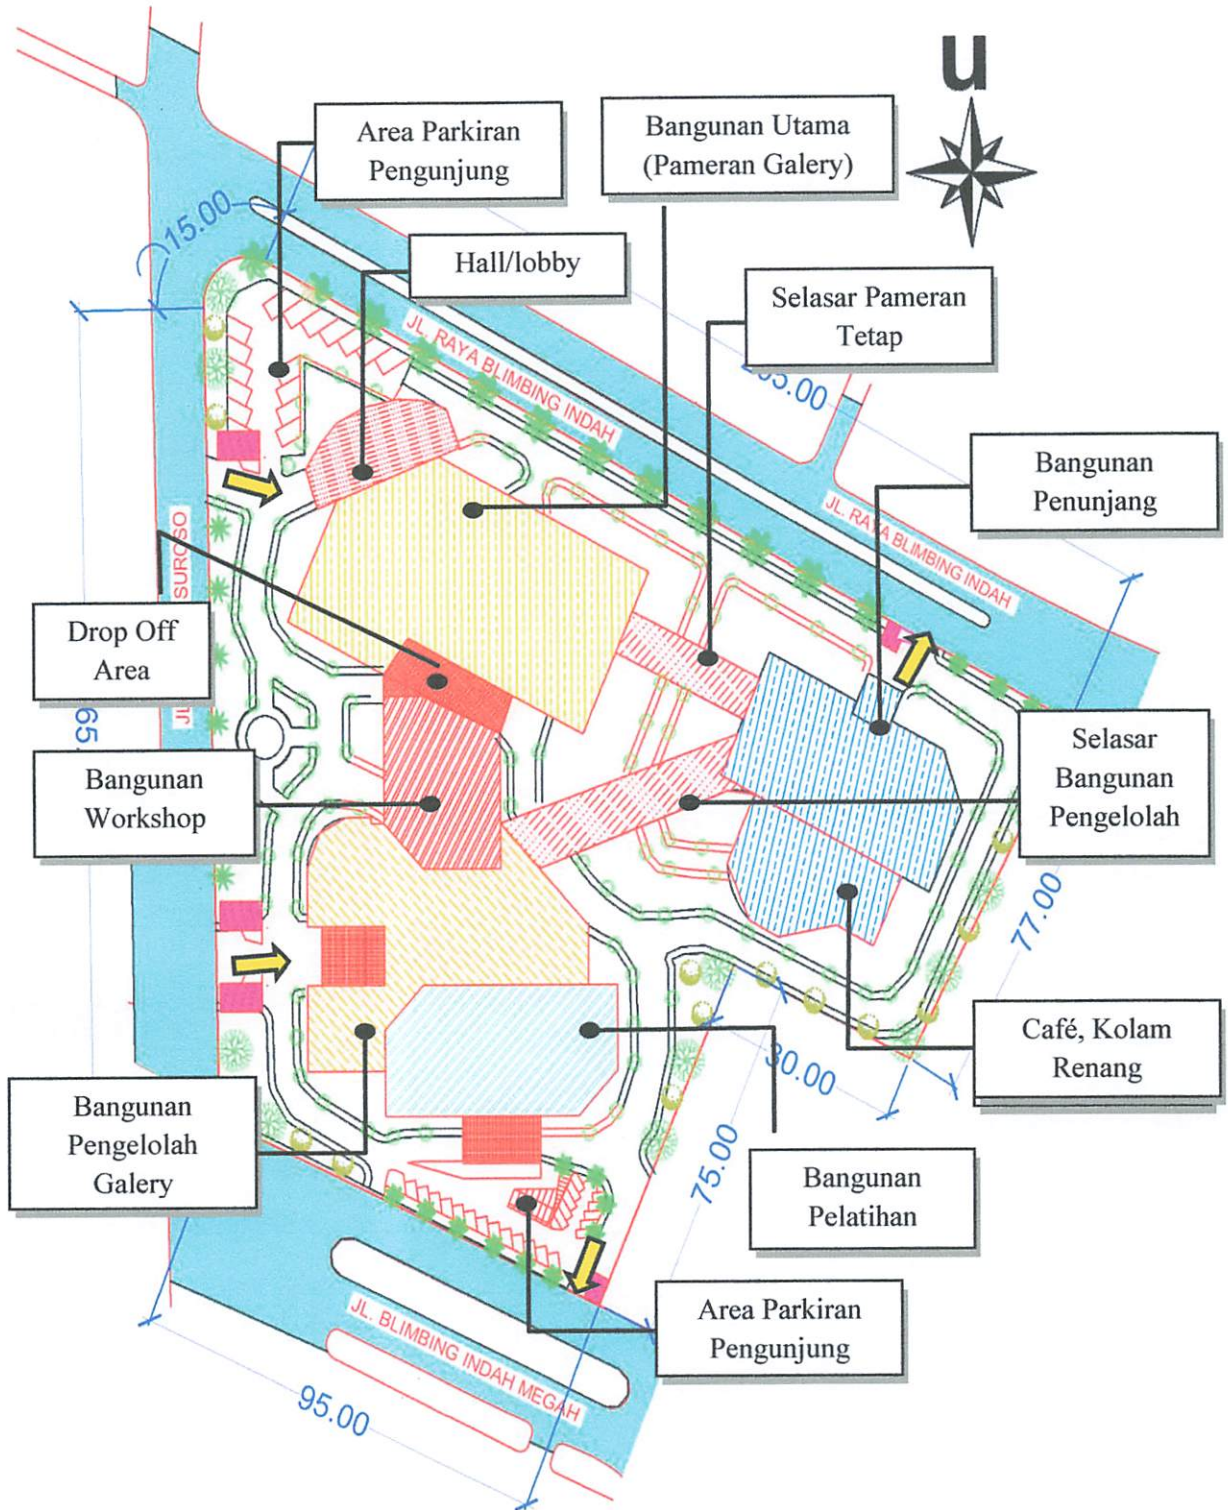 u
Area Parkiran
Pengunjung
Bangunan Utama
(Pameran Galery)
Hall/lobby
15.00
Selasar Pameran
Tetap
JL. RAYA BLIMBING INDAH
Bangunan
Penunjang
JL. RAYA BLIMBING INDAH
SUROSO
Drop Off
Area
Selasar
Bangunan
Pengelolah
Bangunan
Workshop
77.00
Café, Kolam
Renang
30.00
Bangunan
Pengelolah
Galery
75.00
Bangunan
Pelatihan
Area Parkiran
Pengunjung
JL. BLIMBING INDAH MEGAH
95.00